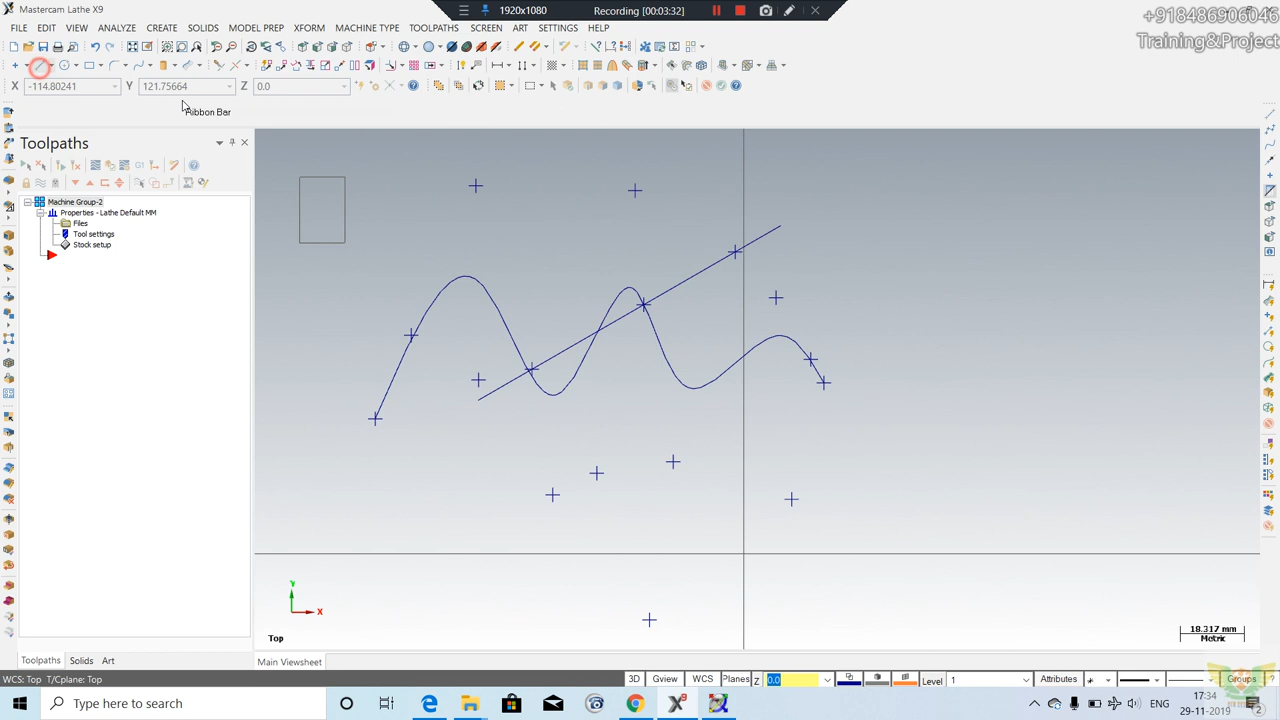 Mastercam Lathe X9
1920x1080
Recording [00:03:32]
+918486906046
Training&Project
FILE EDIT VIEW ANALYZE CREATE SOLIDS MODEL PREP XFORM MACHINE TYPE TOOLPATHS SCREEN ART SETTINGS HELP
X -114.80241 Y 121.75664 Z 0.0
Ribbon Bar
Toolpaths
G1
Machine Group-2
Properties - Lathe Default MM
Files
Tool settings
Stock setup
Y
X
Top
18.317 mm
Metric
Toolpaths Solids Art
Main Viewsheet
WCS: Top T/Cplane: Top
3D Gview WCS Planes Z 0.0 Level 1 Attributes Groups ?
Type here to search
17:34
29-11-2019
2